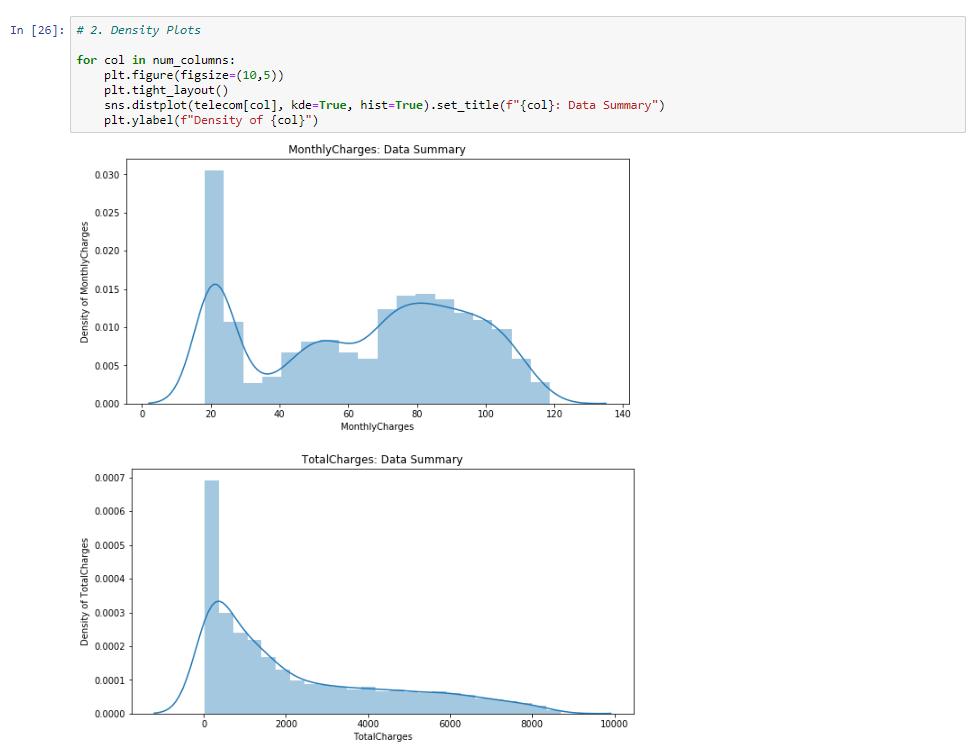 In [26]: # 2. Density Plots
for col in num_columns:
    plt.figure(figsize=(10,5))
    plt.tight_layout()
    sns.distplot(telecom[col], kde=True, hist=True).set_title(f"{col}: Data Summary")
    plt.ylabel(f"Density of {col}")
MonthlyCharges: Data Summary
0.030
0.025
0.020
0.015
0.010
0.005
0.000
Density of MonthlyCharges
0 20 40 60 80 100 120 140
MonthlyCharges
TotalCharges: Data Summary
0.0007
0.0006
0.0005
0.0004
0.0003
0.0002
0.0001
0.0000
Density of TotalCharges
0 2000 4000 6000 8000 10000
TotalCharges